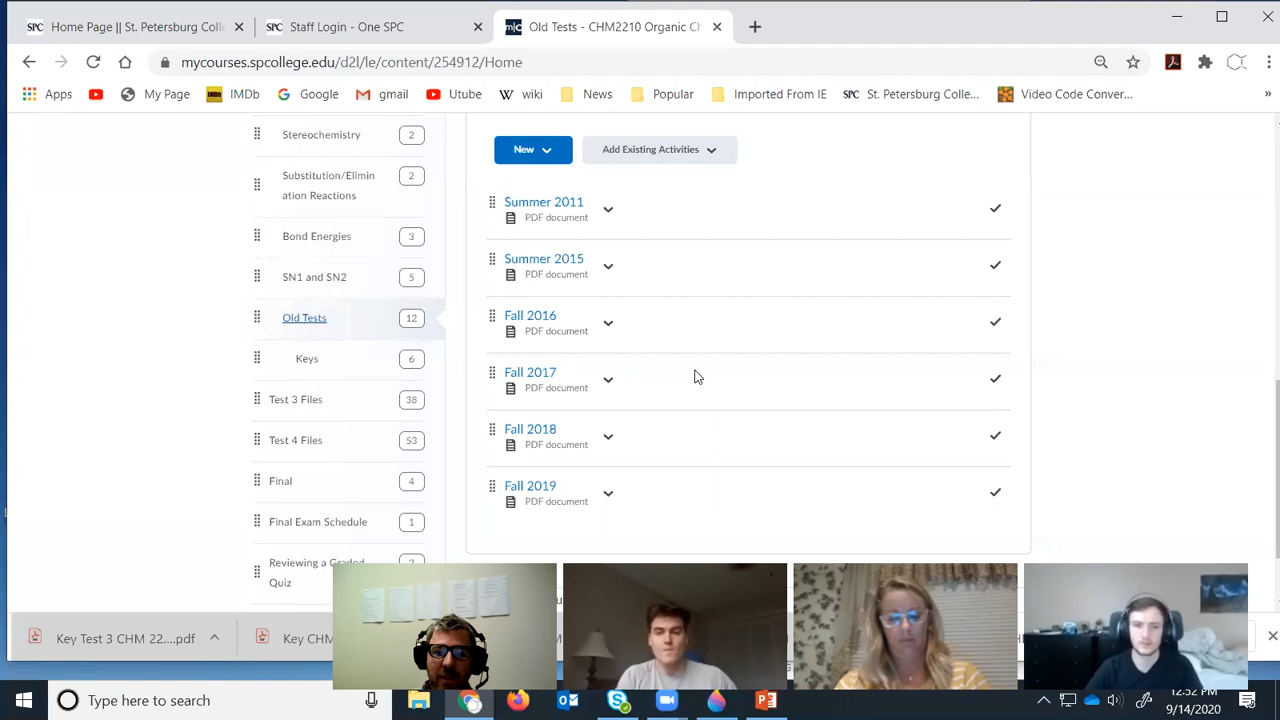 Home Page || St. Petersburg Colle
Staff Login - One SPC
Old Tests - CHM2210 Organic Ch
mycourses.spcollege.edu/d2l/le/content/254912/Home
Apps
My Page
IMDb
Google
gmail
Utube
wiki
News
Popular
Imported From IE
SPC St. Petersburg Colle...
Video Code Conver...
»
Stereochemistry 2
Substitution/Elimin
ation Reactions 2
Bond Energies 3
SN1 and SN2 5
Old Tests 12
Keys 6
Test 3 Files 38
Test 4 Files 53
Final 4
Final Exam Schedule 1
Reviewing a Graded
Quiz
New
Add Existing Activities
Summer 2011
PDF document
Summer 2015
PDF document
Fall 2016
PDF document
Fall 2017
PDF document
Fall 2018
PDF document
Fall 2019
PDF document
Key Test 3 CHM 22....pdf
Key CH
Type here to search
12:52 PM
9/14/2020